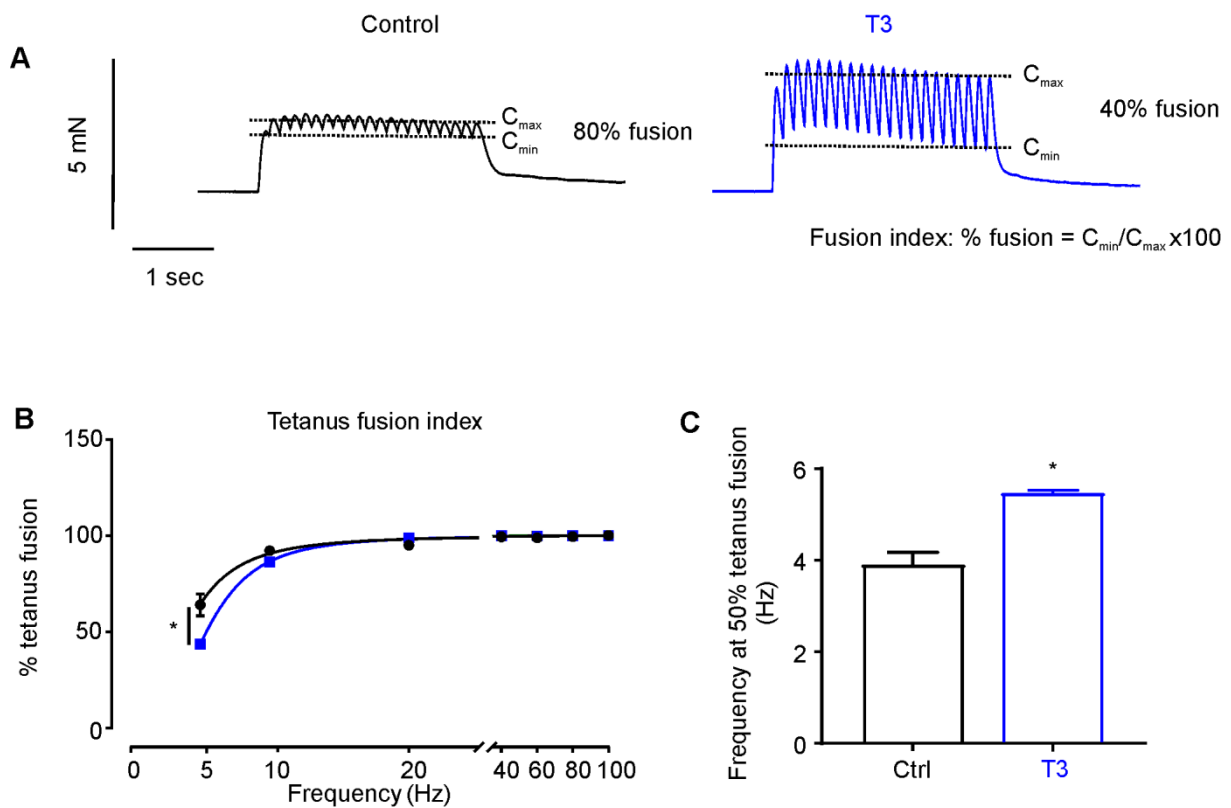 Control
T3
A
5 mN
1 sec
Cmax
Cmin
80% fusion
Cmax
Cmin
40% fusion
Fusion index: % fusion = Cmin/Cmax x100
B
Tetanus fusion index
% tetanus fusion
150
100
50
0
0 5 10 20 40 60 80 100
Frequency (Hz)
*
C
Frequency at 50% tetanus fusion
(Hz)
6
4
2
0
*
Ctrl
T3